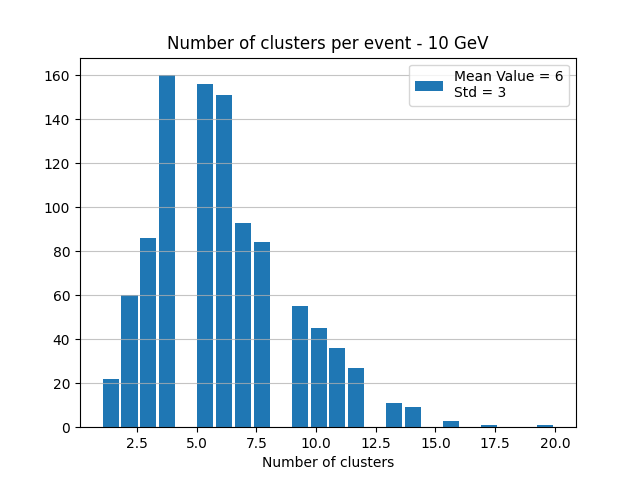 Number of clusters per event - 10 GeV
Mean Value = 6
Std = 3
160
140
120
100
80
60
40
20
0
2.5 5.0 7.5 10.0 12.5 15.0 17.5 20.0
Number of clusters